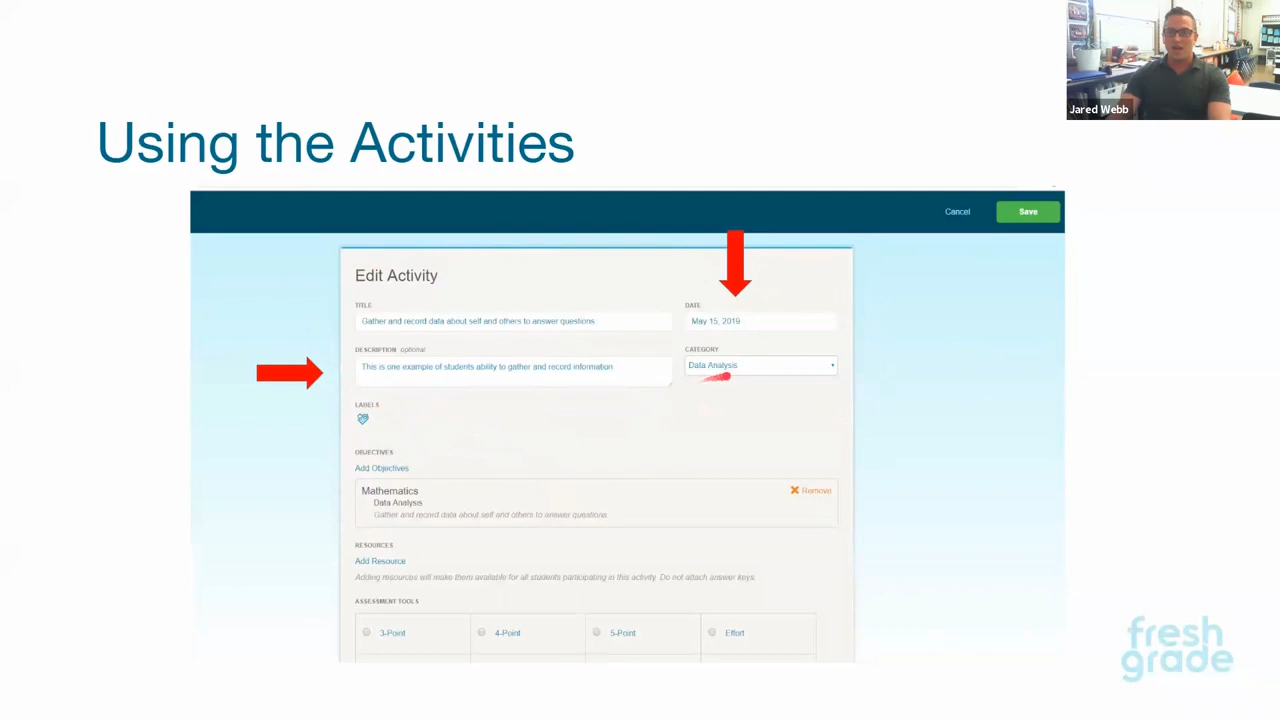 Jared Webb
Using the Activities
Cancel
Save
Edit Activity
TITLE
DATE
Gather and record data about self and others to answer questions
May 15, 2019
DESCRIPTION optional
CATEGORY
This is one example of students ability to gather and record information
Data Analysis
LABELS
OBJECTIVES
Add Objectives
Mathematics
Remove
Data Analysis
Gather and record data about self and others to answer questions.
RESOURCES
Add Resource
Adding resources will make them available for all students participating in this activity. Do not attach answer keys.
ASSESSMENT TOOLS
3-Point
4-Point
5-Point
Effort
fresh
grade